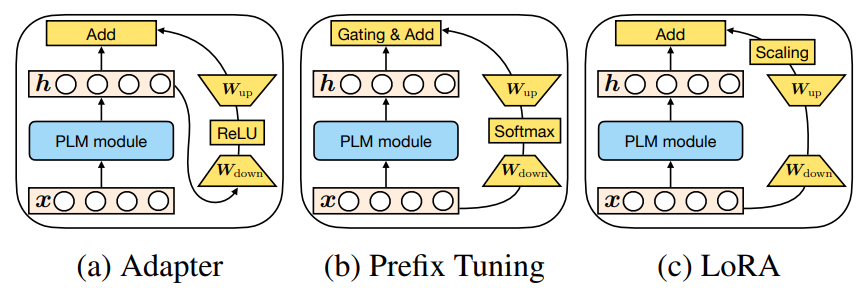 Add
h
W_up
ReLU
PLM module
W_down
x
(a) Adapter
Gating & Add
h
W_up
Softmax
PLM module
W_down
x
(b) Prefix Tuning
Add
Scaling
h
W_up
PLM module
W_down
x
(c) LoRA